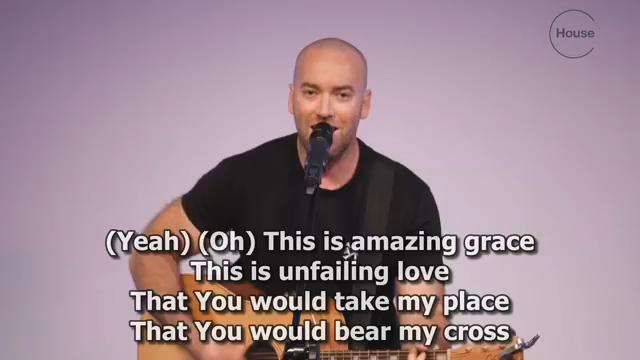 House
(Yeah) (Oh) This is amazing grace
This is unfailing love
That You would take my place
That You would bear my cross